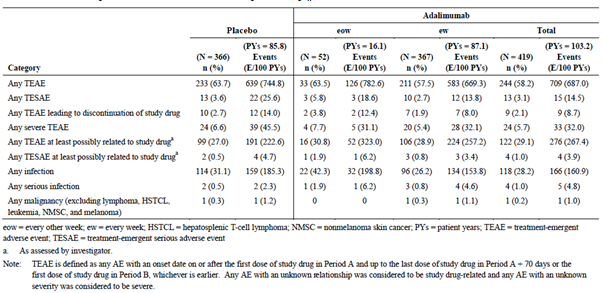 Adalimumab
Placebo eow ew Total
Category (N = 366) n (%) (PYs = 85.8) Events (E/100 PYs) (N = 52) n (%) (PYs = 16.1) Events (E/100 PYs) (N = 367) n (%) (PYs = 87.1) Events (E/100 PYs) (N = 419) n (%) (PYs = 103.2) Events (E/100 PYs)
Any TEAE 233 (63.7) 639 (744.8) 33 (63.5) 126 (782.6) 211 (57.5) 583 (669.3) 244 (58.2) 709 (687.0)
Any TESAE 13 (3.6) 22 (25.6) 3 (5.8) 3 (18.6) 10 (2.7) 12 (13.8) 13 (3.1) 15 (14.5)
Any TEAE leading to discontinuation of study drug 10 (2.7) 12 (14.0) 2 (3.8) 2 (12.4) 7 (1.9) 7 (8.0) 9 (2.1) 9 (8.7)
Any severe TEAE 24 (6.6) 39 (45.5) 4 (7.7) 5 (31.1) 20 (5.4) 28 (32.1) 24 (5.7) 33 (32.0)
Any TEAE at least possibly related to study drugª 99 (27.0) 191 (222.6) 16 (30.8) 52 (323.0) 106 (28.9) 224 (257.2) 122 (29.1) 276 (267.4)
Any TESAE at least possibly related to study drugª 2 (0.5) 4 (4.7) 1 (1.9) 1 (6.2) 3 (0.8) 3 (3.4) 4 (1.0) 4 (3.9)
Any infection 114 (31.1) 159 (185.3) 22 (42.3) 32 (198.8) 96 (26.2) 134 (153.8) 118 (28.2) 166 (160.9)
Any serious infection 2 (0.5) 2 (2.3) 1 (1.9) 1 (6.2) 3 (0.8) 4 (4.6) 4 (1.0) 5 (4.8)
Any malignancy (excluding lymphoma, HSTCL, leukemia, NMSC, and melanoma) 1 (0.3) 1 (1.2) 0 0 1 (0.3) 1 (1.1) 1 (0.2) 1 (1.0)
eow = every other week; ew = every week; HSTCL = hepatosplenic T-cell lymphoma; NMSC = nonmelanoma skin cancer; PYs = patient years; TEAE = treatment-emergent
adverse event; TESAE = treatment-emergent serious adverse event
a. As assessed by investigator.
Note: TEAE is defined as any AE with an onset date on or after the first dose of study drug in Period A and up to the last dose of study drug in Period A + 70 days or the
first dose of study drug in Period B, whichever is earlier. Any AE with an unknown relationship was considered to be study drug-related and any AE with an unknown
severity was considered to be severe.